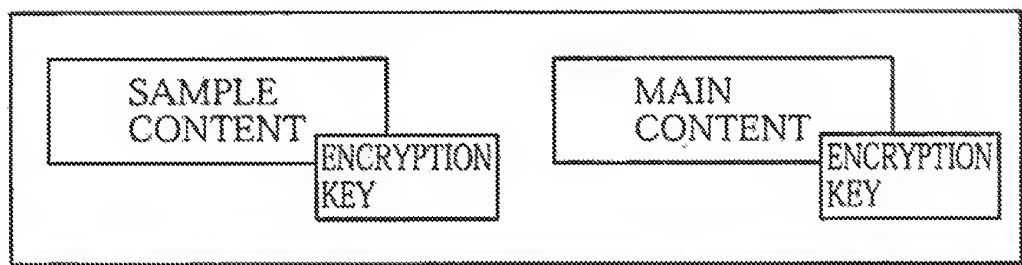 SAMPLE
CONTENT
ENCRYPTION
KEY
MAIN
CONTENT
ENCRYPTION
KEY